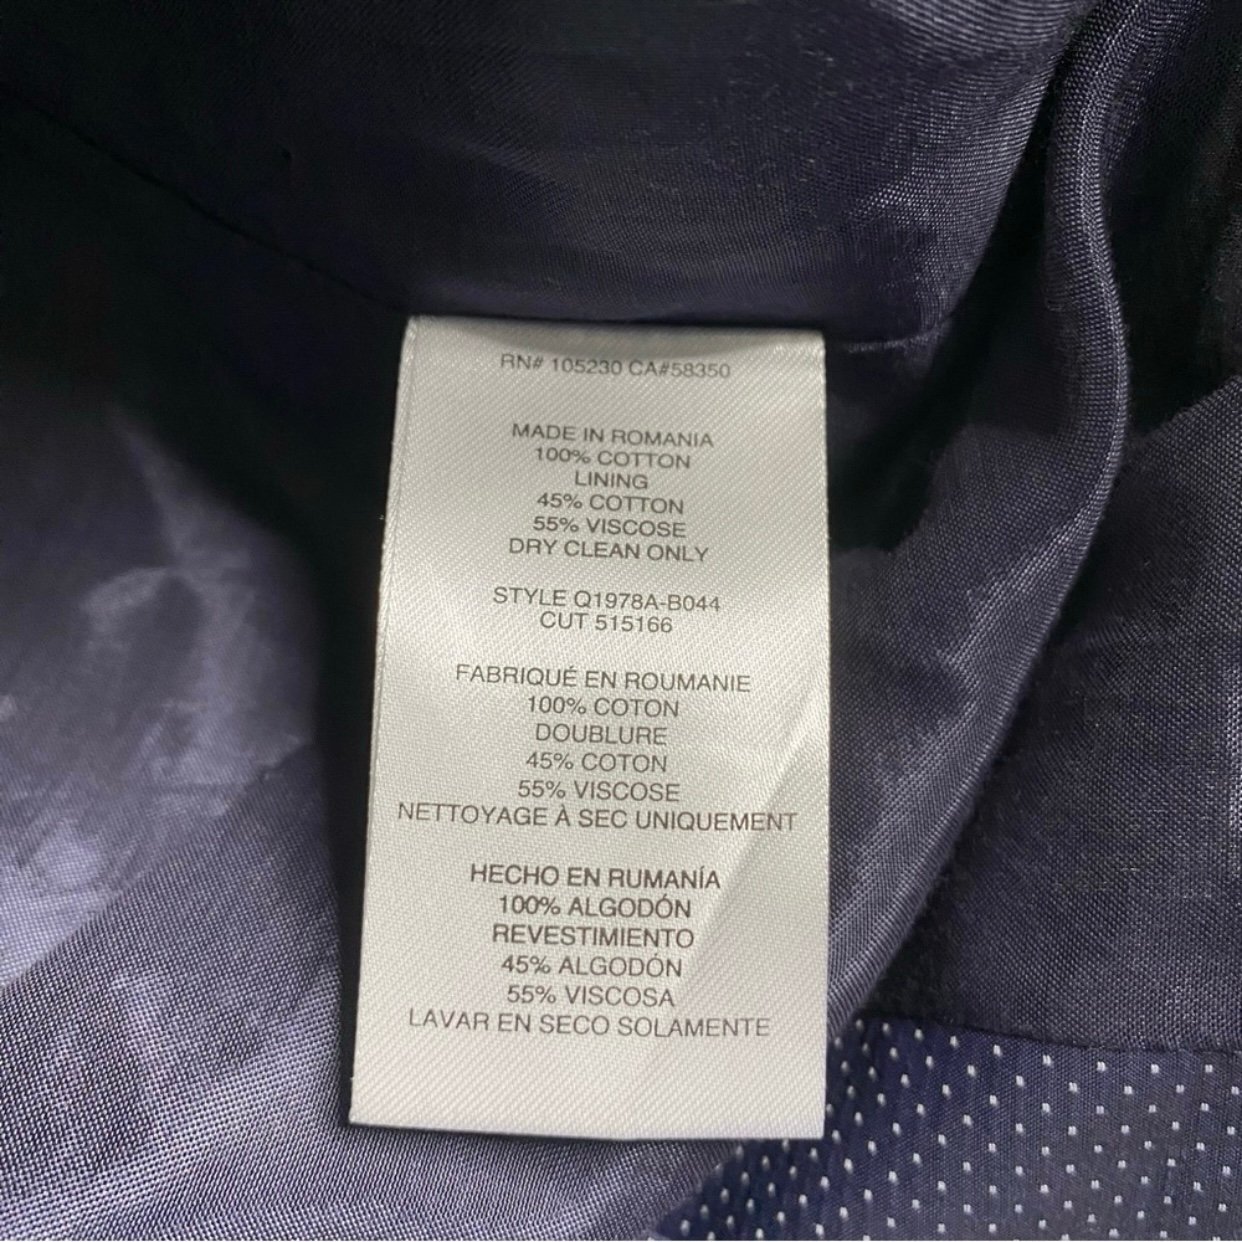 RN# 105230 CA#58350
MADE IN ROMANIA
100% COTTON
LINING
45% COTTON
55% VISCOSE
DRY CLEAN ONLY
STYLE Q1978A-B044
CUT 515166
FABRIQUÉ EN ROUMANIE
100% COTON
DOUBLURE
45% COTON
55% VISCOSE
NETTOYAGE À SEC UNIQUEMENT
HECHO EN RUMANÍA
100% ALGODÓN
REVESTIMIENTO
45% ALGODÓN
55% VISCOSA
LAVAR EN SECO SOLAMENTE